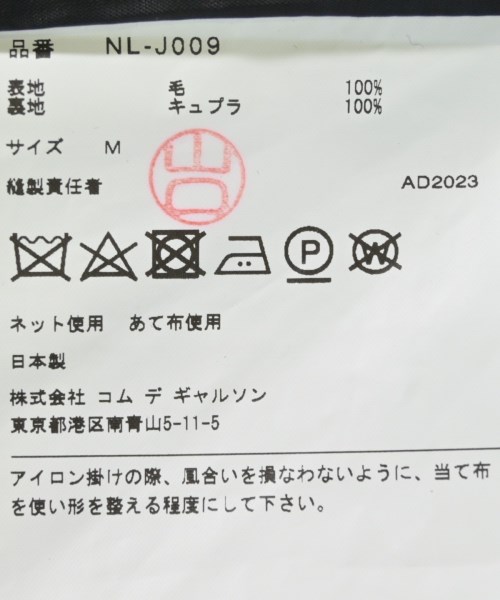 品番 NL-J009
表地 毛 100%
裏地 キュプラ 100%
サイズ M
山口
縫製責任者 AD2023
P W
ネット使用 あて布使用
日本製
株式会社 コム デ ギャルソン
東京都港区南青山5-11-5
アイロン掛けの際、風合いを損なわないように、当て布
を使い形を整える程度にして下さい。